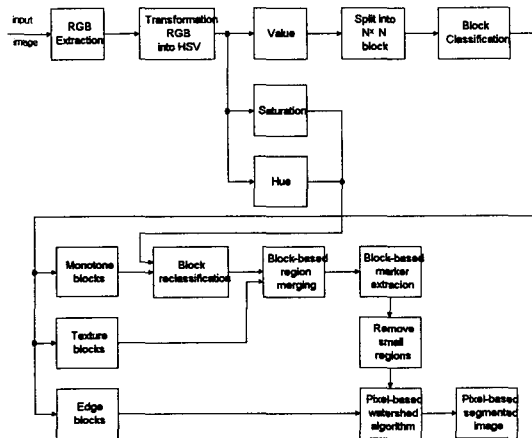 input
image
RGB
Extraction
Transformation
RGB
into HSV
Value
Split into
N× N
block
Block
Classification
Saturation
Hue
Monotone
blocks
Block
reclassification
Block-based
region
merging
Block-based
marker
extracion
Texture
blocks
Remove
small
regions
Edge
blocks
Pixel-based
watershed
algorithm
Pixel-based
segmented
image